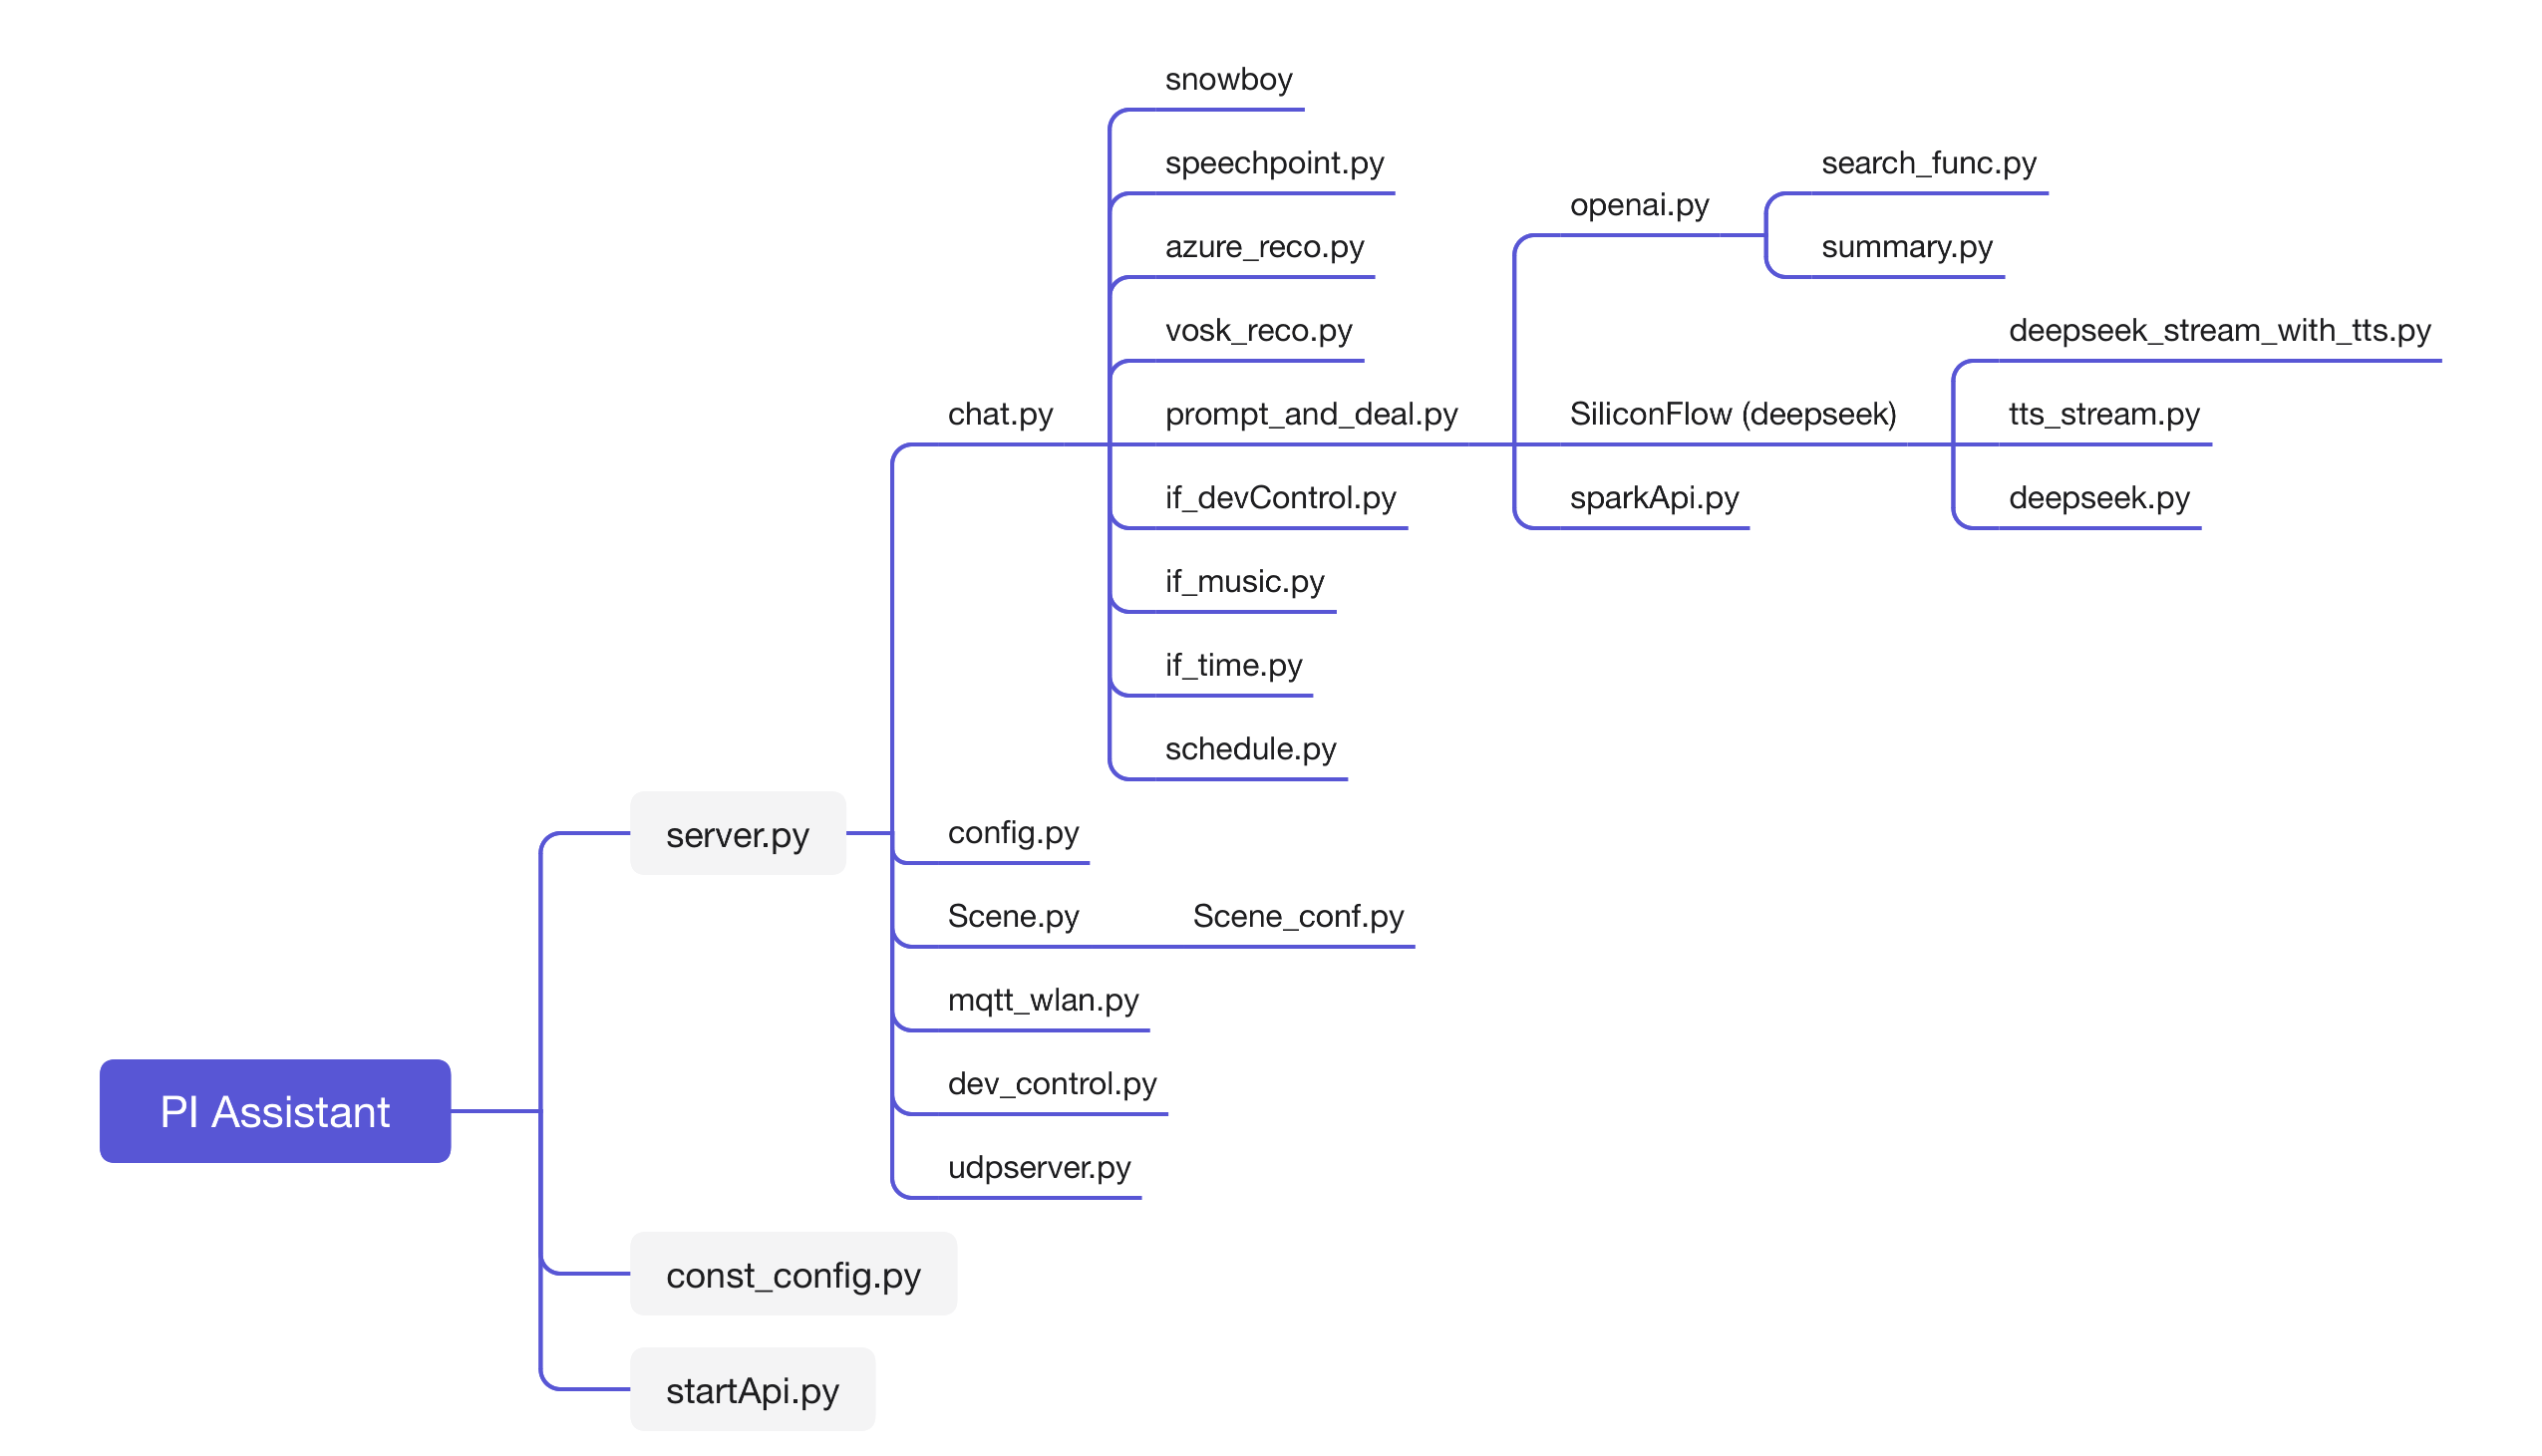 snowboy
speechpoint.py
search_func.py
openai.py
azure_reco.py
summary.py
vosk_reco.py
deepseek_stream_with_tts.py
chat.py
prompt_and_deal.py
SiliconFlow (deepseek)
tts_stream.py
if_devControl.py
sparkApi.py
deepseek.py
if_music.py
if_time.py
schedule.py
server.py
config.py
Scene.py
Scene_conf.py
mqtt_wlan.py
dev_control.py
PI Assistant
udpserver.py
const_config.py
startApi.py